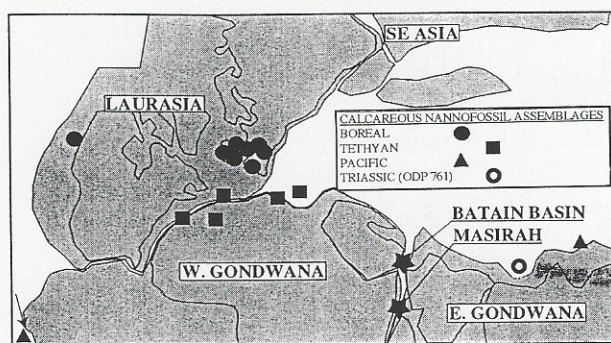 SE ASIA
LAURASIA
CALCAREOUS NANNOFOSSIL ASSEMBLAGES
BOREAL
TETHYAN
PACIFIC
TRIASSIC (ODP 761)
BATAIN BASIN
MASIRAH
W. GONDWANA
E. GONDWANA